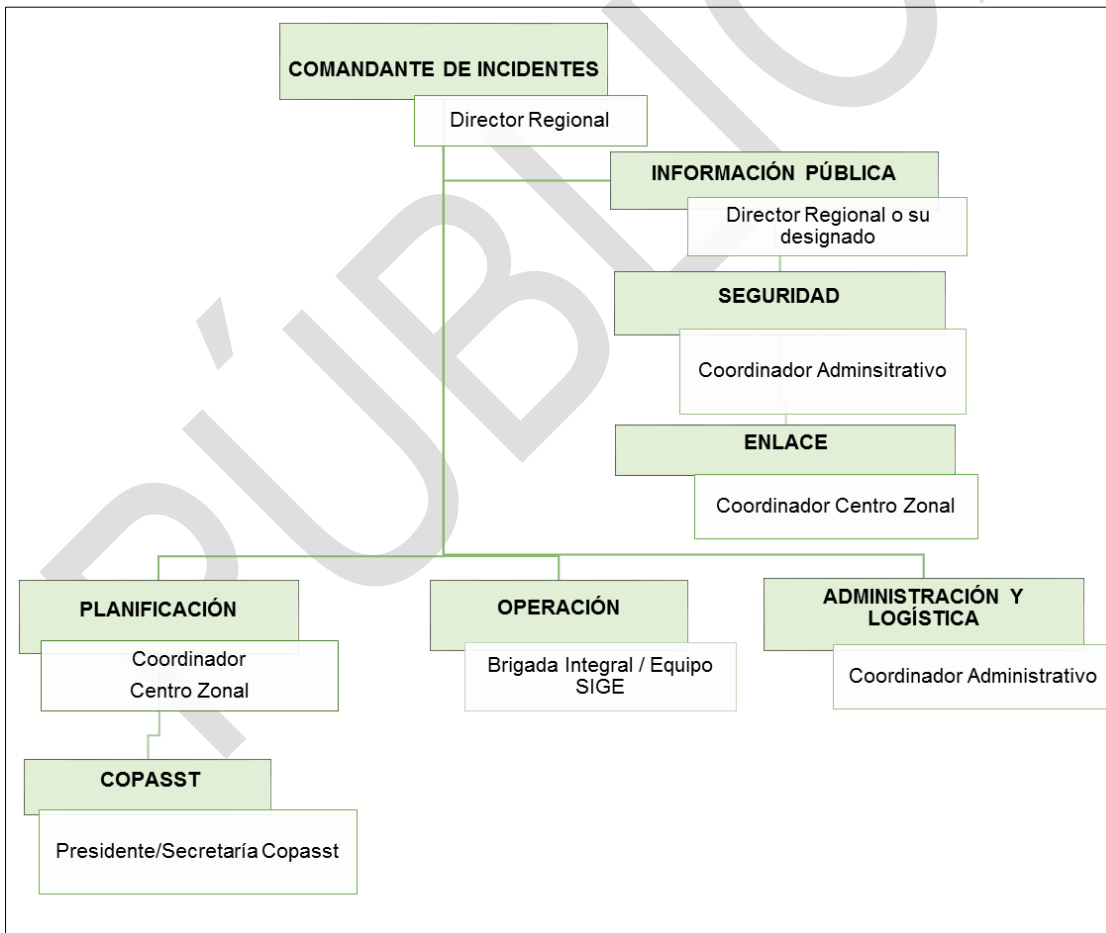 COMANDANTE DE INCIDENTES
Director Regional
INFORMACIÓN PÚBLICA
Director Regional o su
designado
SEGURIDAD
Coordinador Adminsitrativo
ENLACE
Coordinador Centro Zonal
PLANIFICACIÓN
Coordinador
Centro Zonal
OPERACIÓN
Brigada Integral / Equipo
SIGE
ADMINISTRACIÓN Y
LOGÍSTICA
Coordinador Administrativo
COPASST
Presidente/Secretaría Copasst
PÚBLIC